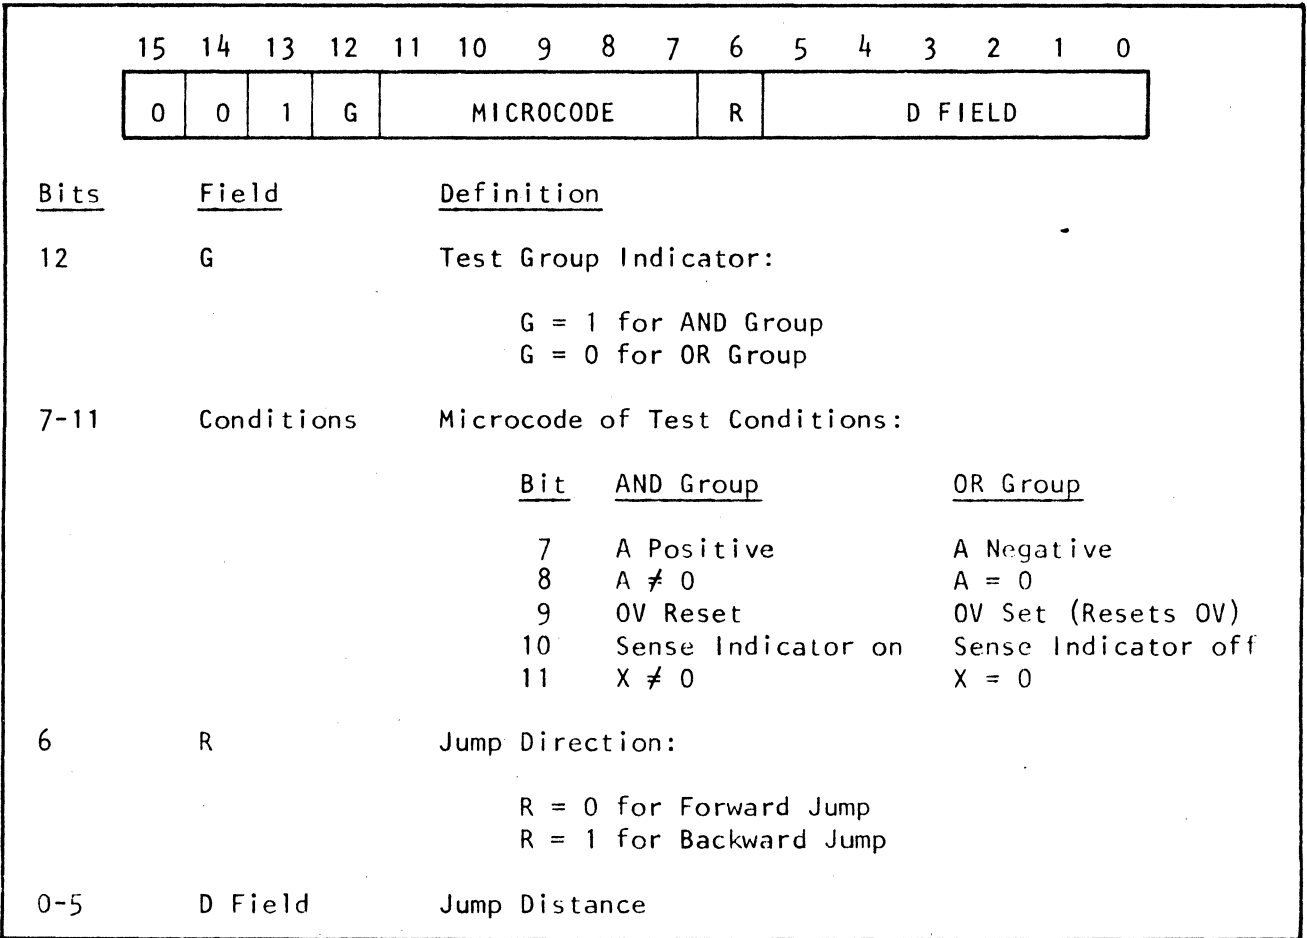 15 14 13 12 11 10 9 8 7 6 5 4 3 2 1 0
0 0 1 G MICROCODE R D FIELD
Bits Field Definition
12 G Test Group Indicator:
G = 1 for AND Group
G = 0 for OR Group
7-11 Conditions Microcode of Test Conditions:
Bit AND Group OR Group
7 A Positive A Negative
8 A ≠ 0 A = 0
9 OV Reset OV Set (Resets OV)
10 Sense Indicator on Sense Indicator off
11 X ≠ 0 X = 0
6 R Jump Direction:
R = 0 for Forward Jump
R = 1 for Backward Jump
0-5 D Field Jump Distance